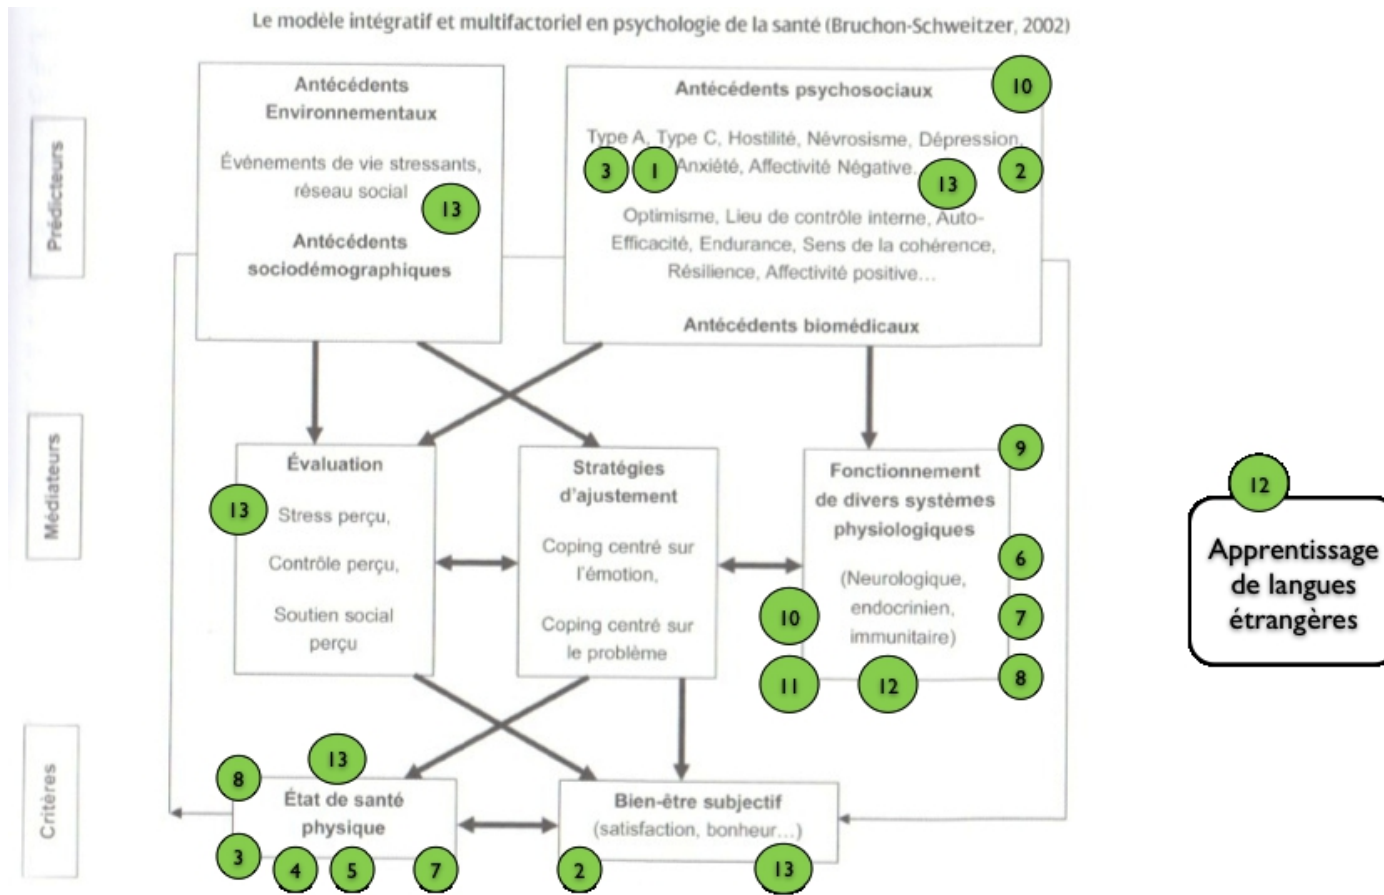 Le modèle intégratif et multifactoriel en psychologie de la santé (Bruchon-Schweitzer, 2002)
Prédicteurs
Antécédents
Environnementaux
Événements de vie stressants,
réseau social
13
Antécédents
sociodémographiques
10
Antécédents psychosociaux
Type A, Type C, Hostilité, Névrosisme, Dépression,
3
1
Anxiété, Affectivité Négative.
13
2
Optimisme, Lieu de contrôle interne, Auto-
Efficacité, Endurance, Sens de la cohérence,
Résilience, Affectivité positive...
Antécédents biomédicaux
Médiateurs
Évaluation
13
Stress perçu,
Contrôle perçu,
Soutien social
perçu
Stratégies
d'ajustement
Coping centré sur
l'émotion,
Coping centré sur
le problème
9
Fonctionnement
de divers systèmes
physiologiques
6
(Neurologique,
endocrinien,
immunitaire)
10
7
11
12
8
12
Apprentissage
de langues
étrangères
Critères
13
8
État de santé
physique
3
4
5
7
Bien-être subjectif
(satisfaction, bonheur...)
2
13